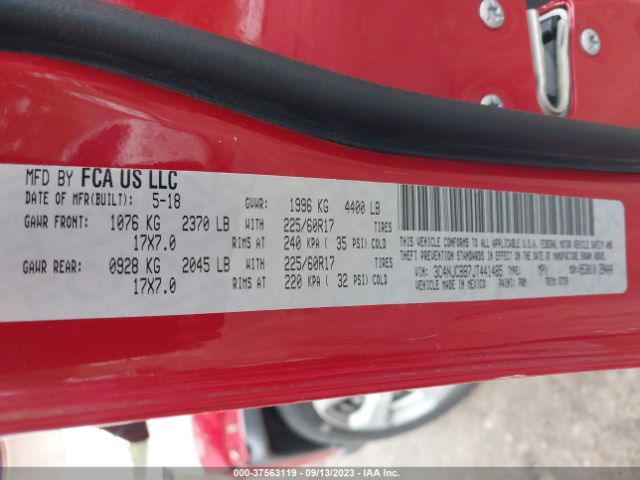 MFD BY FCA US LLC
DATE OF MFR(BUILT): 5-18 GVWR: 1996 KG 4400 LB
GAWR FRONT: 1076 KG 2370 LB WITH 225/60R17 TIRES
17X7.0 RIMS AT 240 KPA ( 35 PSI) COLD
GAWR REAR: 0928 KG 2045 LB WITH 225/60R17 TIRES
17X7.0 RIMS AT 220 KPA ( 32 PSI) COLD
THIS VEHICLE CONFORMS TO ALL APPLICABLE U.S.A. FEDERAL MOTOR VEHICLE SAFETY AND
THEFT PREVENTION STANDARDS IN EFFECT ON THE DATE OF MANUFACTURE SHOWN ABOVE.
VIN: 3C4NJCBB7JT441485 TYPE: MPV MDH:
VEHICLE MADE IN MEXICO PAINT: PRM TRIM:
000-37563119 - 09/13/2023 - IAA Inc.